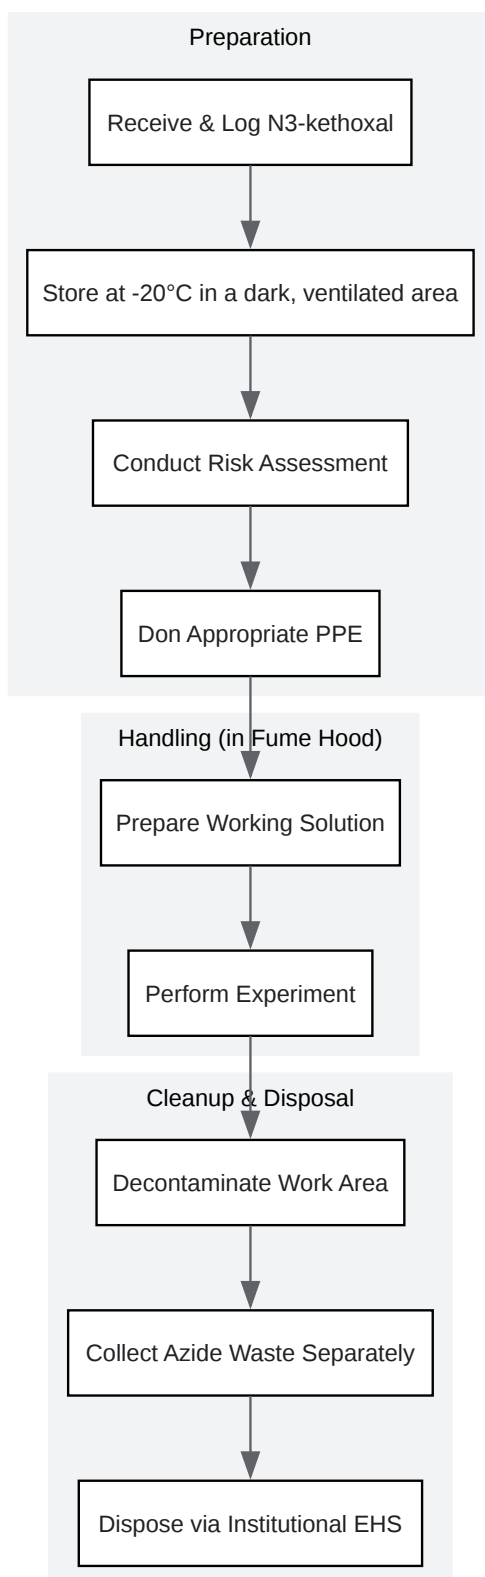 Preparation
Receive & Log N3-kethoxal
Store at -20°C in a dark, ventilated area
Conduct Risk Assessment
Don Appropriate PPE
Handling (in Fume Hood)
Prepare Working Solution
Perform Experiment
Cleanup & Disposal
Decontaminate Work Area
Collect Azide Waste Separately
Dispose via Institutional EHS